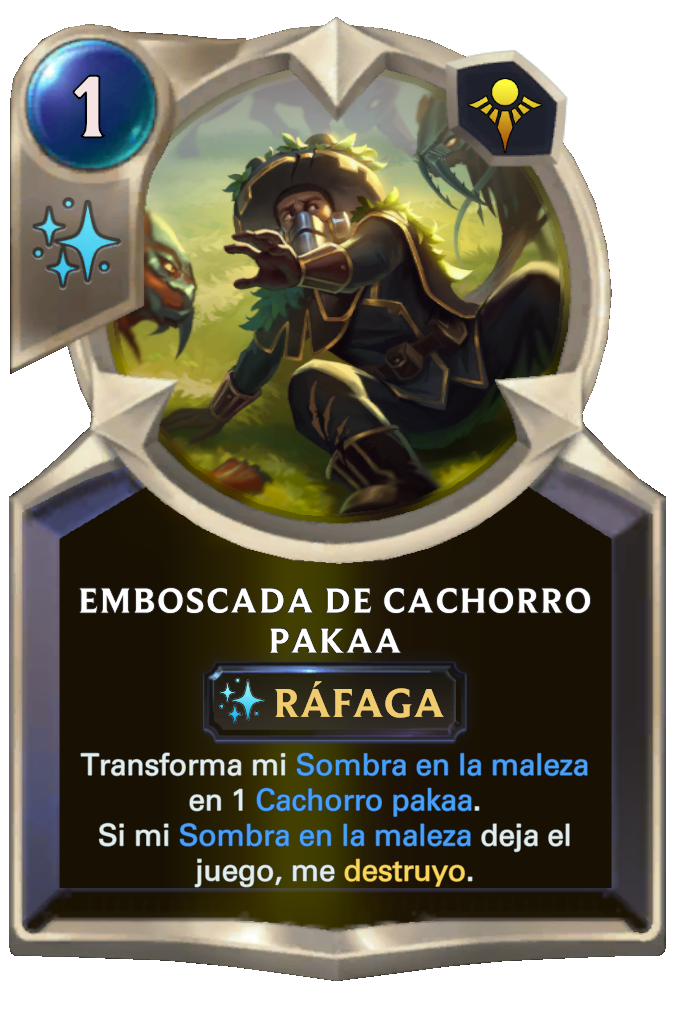 1
EMBOSCADA DE CACHORRO
PAKAA
RÁFAGA
Transforma mi Sombra en la maleza
en 1 Cachorro pakaa.
Si mi Sombra en la maleza deja el
juego, me destruyo.